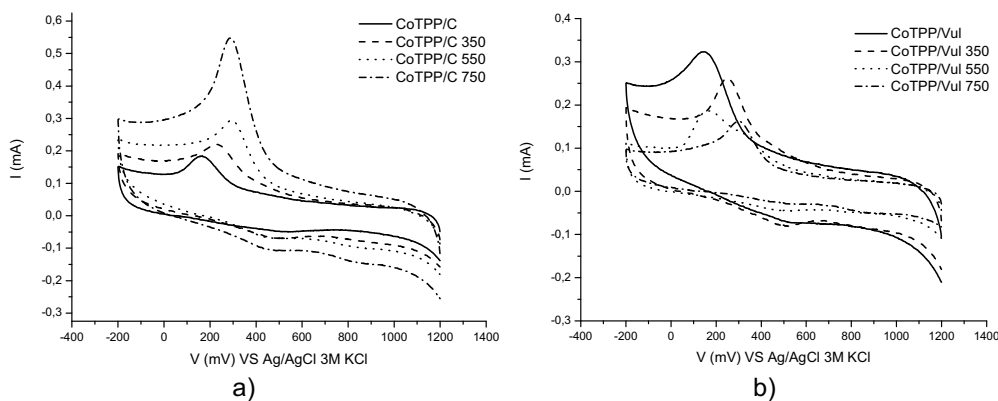 0,6
0,5
0,4
0,3
0,2
0,1
0,0
0,1
0,2
0,3
I (mA)
-400 -200 0 200 400 600 800 1000 1200 1400
V (mV) VS Ag/AgCl 3M KCl
CoTPP/C
CoTPP/C 350
CoTPP/C 550
CoTPP/C 750
a)
0,4
0,3
0,2
0,1
0,0
-0,1
-0,2
0,3
I (mA)
-400 -200 0 200 400 600 800 1000 1200 1400
V (mV) VS Ag/AgCl 3M KCl
CoTPP/Vul
CoTPP/Vul 350
CoTPP/Vul 550
CoTPP/Vul 750
b)